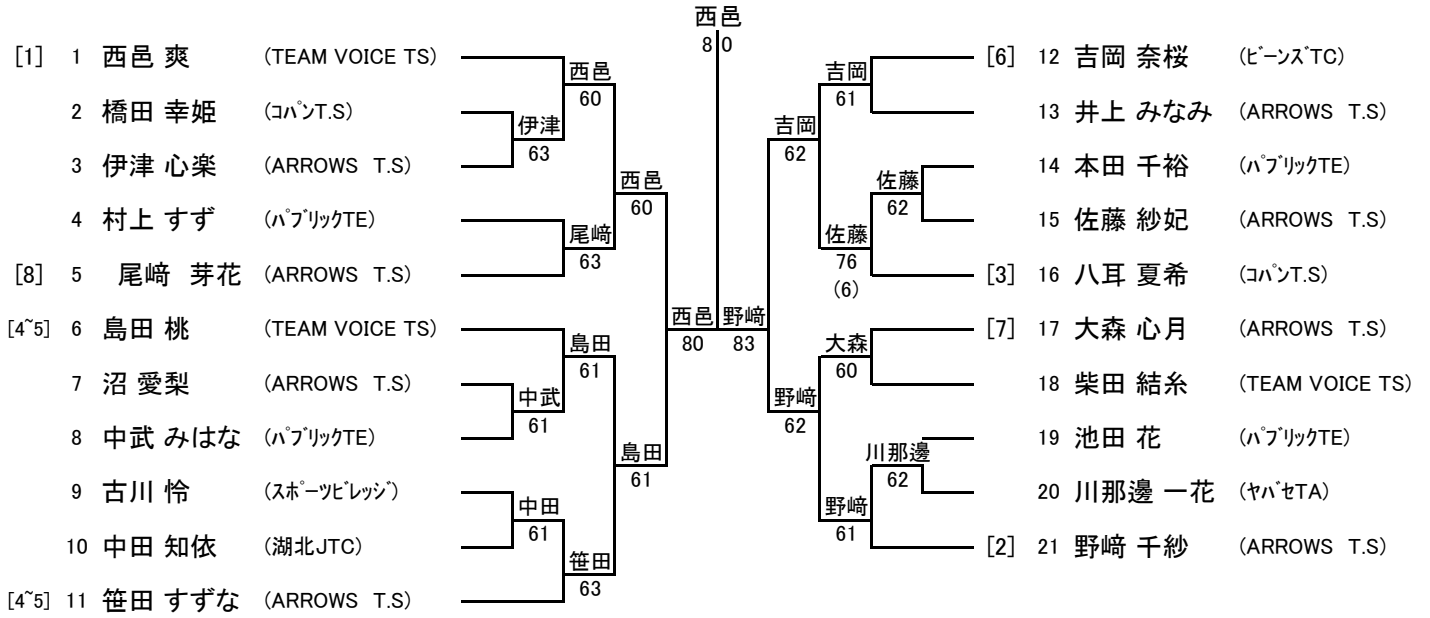 西邑
8 0
[1] 1 西邑 爽 (TEAM VOICE TS)
2 橋田 幸姫 (コパンT.S)
3 伊津 心楽 (ARROWS T.S)
4 村上 すず (パブリックTE)
[8] 5 尾﨑 芽花 (ARROWS T.S)
[4~5] 6 島田 桃 (TEAM VOICE TS)
7 沼 愛梨 (ARROWS T.S)
8 中武 みはな (パブリックTE)
9 古川 怜 (スポーツビレッジ)
10 中田 知依 (湖北JTC)
[4~5] 11 笹田 すずな (ARROWS T.S)
伊津
63
中武
61
中田
61
西邑
60
尾﨑
63
島田
61
笹田
63
西邑
60
島田
61
西邑 野﨑
80 83
吉岡
62
野﨑
62
吉岡
61
佐藤
76
(6)
大森
60
野﨑
61
佐藤
62
川那邊
62
[6] 12 吉岡 奈桜 (ビーンズTC)
13 井上 みなみ (ARROWS T.S)
14 本田 千裕 (パブリックTE)
15 佐藤 紗妃 (ARROWS T.S)
[3] 16 八耳 夏希 (コパンT.S)
[7] 17 大森 心月 (ARROWS T.S)
18 柴田 結糸 (TEAM VOICE TS)
19 池田 花 (パブリックTE)
20 川那邊 一花 (ヤバセTA)
[2] 21 野﨑 千紗 (ARROWS T.S)